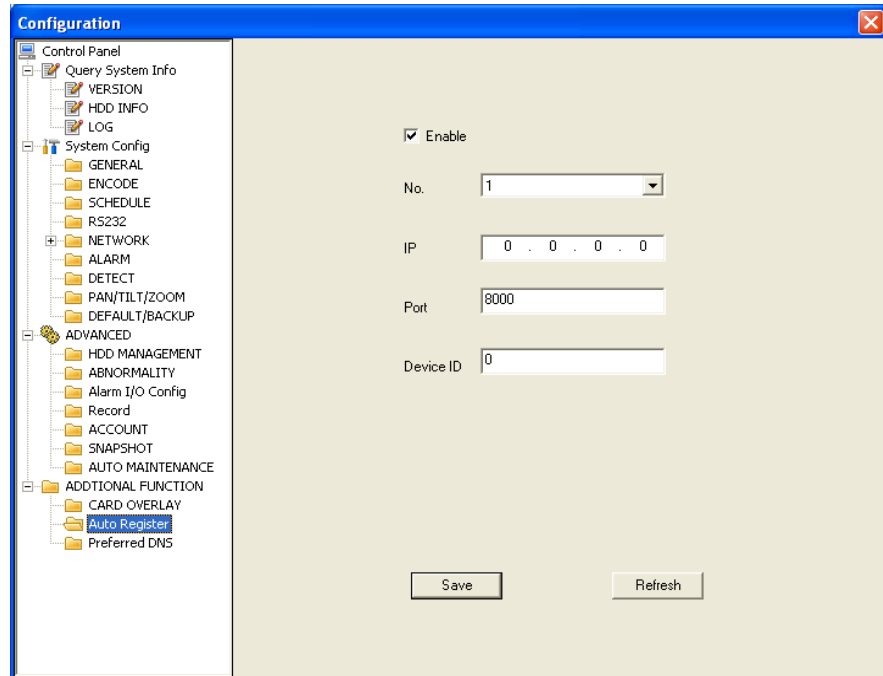 Configuration
Control Panel
Query System Info
VERSION
HDD INFO
LOG
System Config
GENERAL
ENCODE
SCHEDULE
RS232
NETWORK
ALARM
DETECT
PAN/TILT/ZOOM
DEFAULT/BACKUP
ADVANCED
HDD MANAGEMENT
ABNORMALITY
Alarm I/O Config
Record
ACCOUNT
SNAPSHOT
AUTO MAINTENANCE
ADDTIONAL FUNCTION
CARD OVERLAY
Auto Register
Preferred DNS
Enable
No. 1
IP 0 . 0 . 0 . 0
Port 8000
Device ID 0
Save Refresh